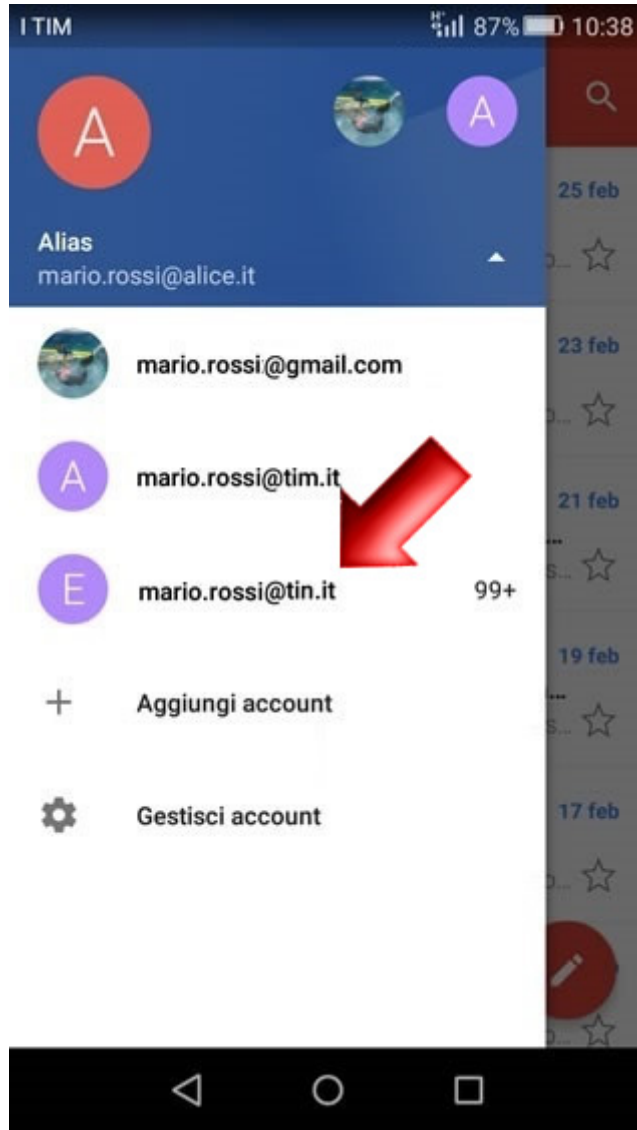 I TIM
H+ 87% 10:38
A
A
Alias
mario.rossi@alice.it
25 feb
mario.rossi@gmail.com
23 feb
A
mario.rossi@tim.it
21 feb
E
mario.rossi@tin.it
99+
19 feb
Aggiungi account
Gestisci account
17 feb